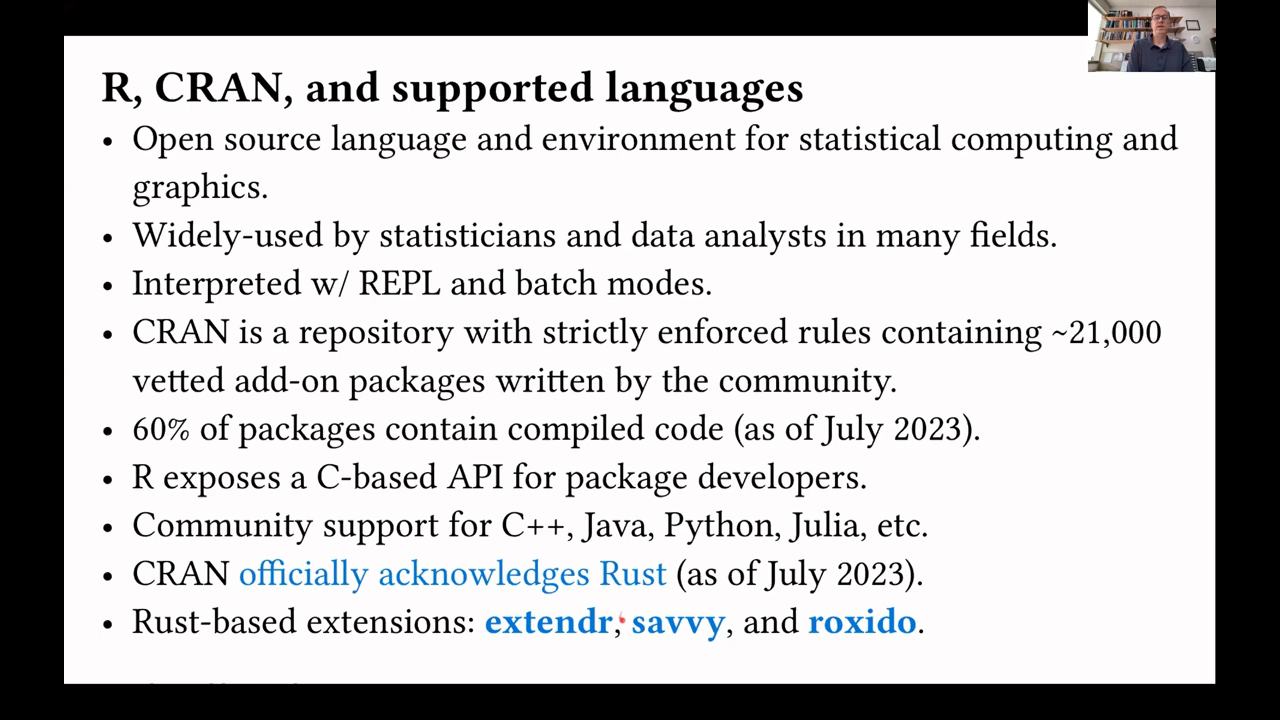 R, CRAN, and supported languages
• Open source language and environment for statistical computing and
graphics.
• Widely-used by statisticians and data analysts in many fields.
• Interpreted w/ REPL and batch modes.
• CRAN is a repository with strictly enforced rules containing ~21,000
vetted add-on packages written by the community.
• 60% of packages contain compiled code (as of July 2023).
• R exposes a C-based API for package developers.
• Community support for C++, Java, Python, Julia, etc.
• CRAN officially acknowledges Rust (as of July 2023).
• Rust-based extensions: extendr, savvy, and roxido.